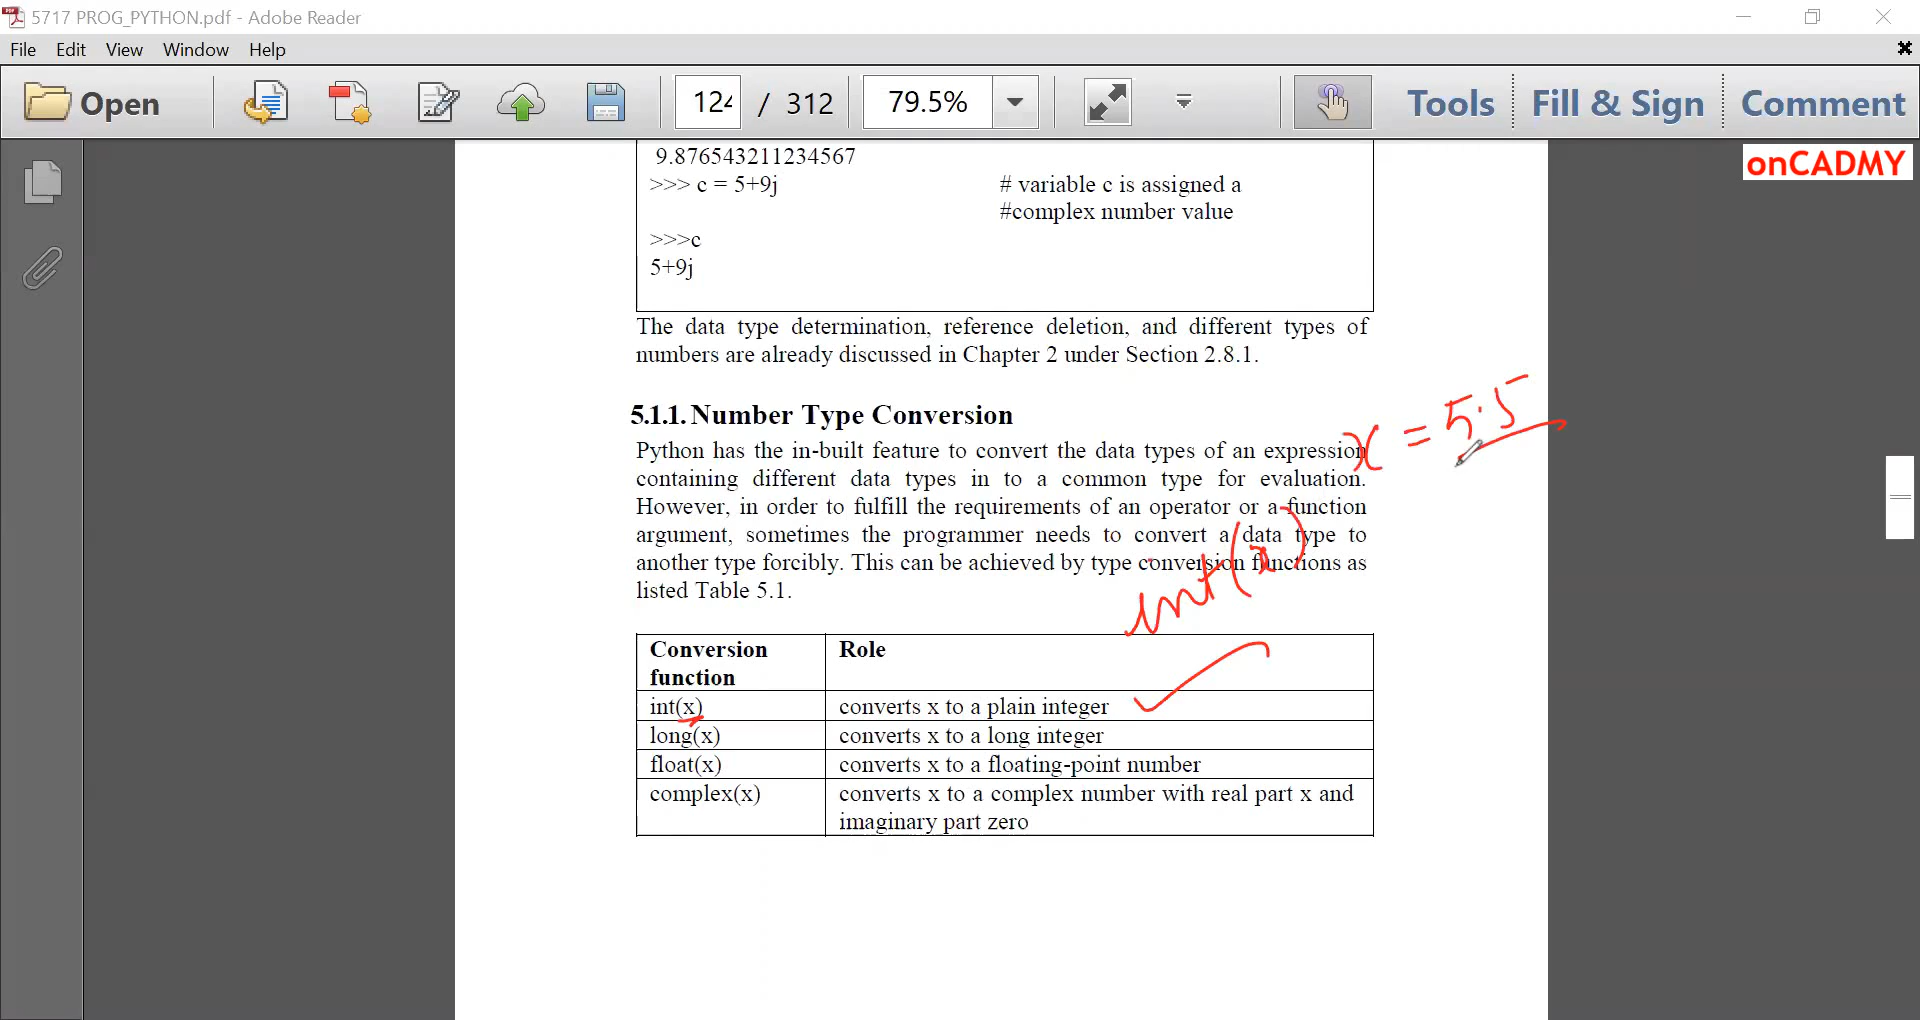 5717 PROG_PYTHON.pdf - Adobe Reader
File Edit View Window Help
Open 124 / 312 79.5% Tools Fill & Sign Comment
onCADMY
9.876543211234567
>>> c = 5+9j # variable c is assigned a
#complex number value
>>>c
5+9j
The data type determination, reference deletion, and different types of
numbers are already discussed in Chapter 2 under Section 2.8.1.
x = 5.5
5.1.1. Number Type Conversion
Python has the in-built feature to convert the data types of an expression
containing different data types in to a common type for evaluation.
However, in order to fulfill the requirements of an operator or a function
argument, sometimes the programmer needs to convert a data type to
another type forcibly. This can be achieved by type conversion functions as
listed Table 5.1.
int(x)
Conversion function Role
int(x) converts x to a plain integer
long(x) converts x to a long integer
float(x) converts x to a floating-point number
complex(x) converts x to a complex number with real part x and
imaginary part zero